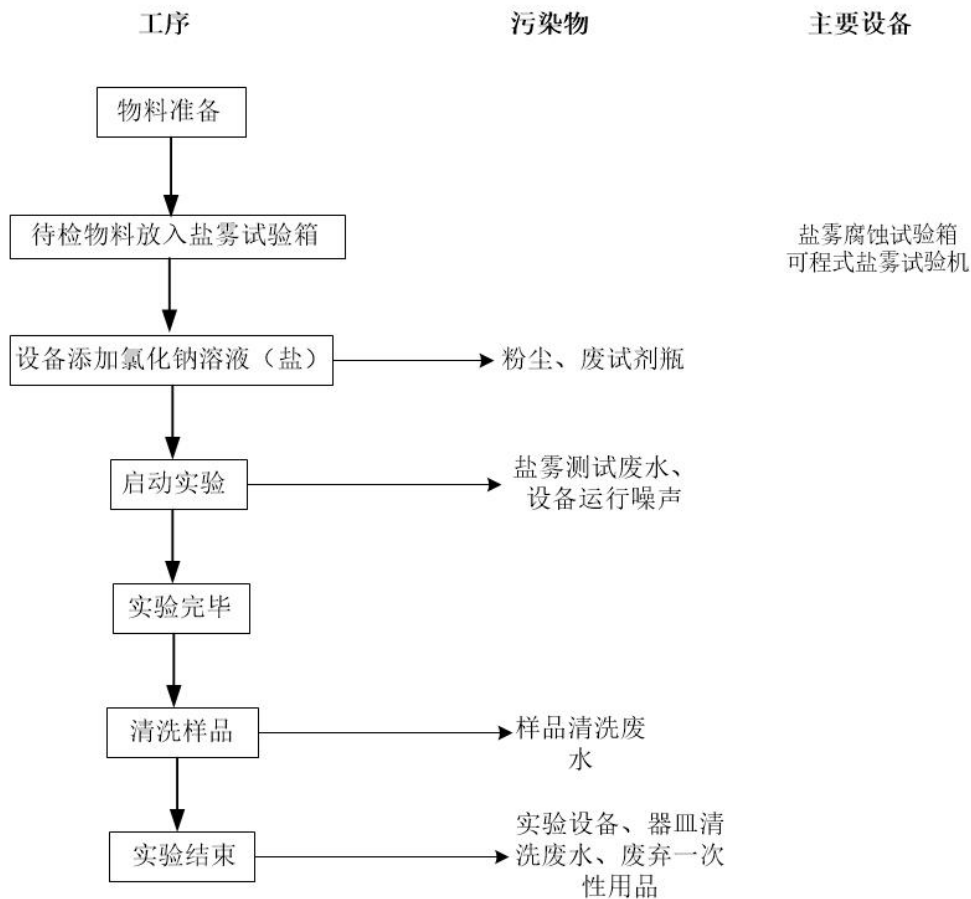 工序
污染物
主要设备
物料准备
待检物料放入盐雾试验箱
盐雾腐蚀试验箱
可程式盐雾试验机
设备添加氯化钠溶液（盐）
粉尘、废试剂瓶
启动实验
盐雾测试废水、
设备运行噪声
实验完毕
清洗样品
样品清洗废
水
实验结束
实验设备、器皿清
洗废水、废弃一次
性用品